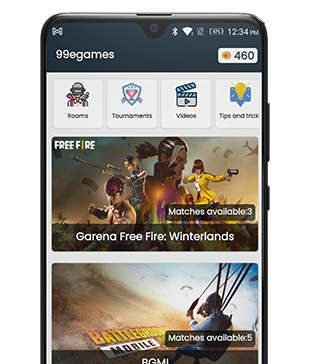 47% 12:34 PM
99egames
460
Rooms
Tournaments
Videos
Tips and trick
FREE FIRE
Matches available:3
Garena Free Fire: Winterlands
BATTLEGROUNDS
MOBILE
Matches available:5
BGMI